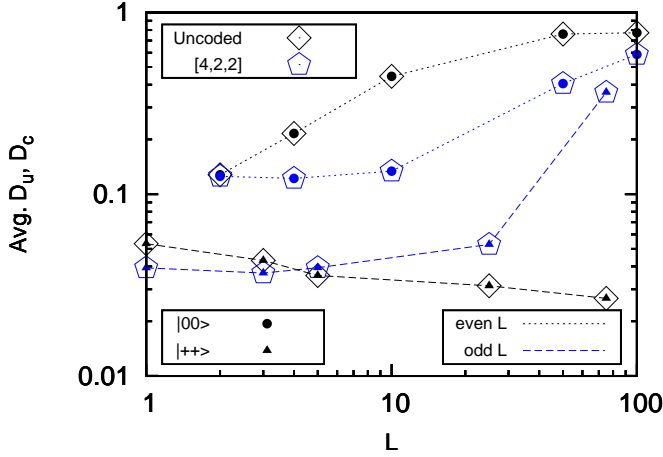 1
Uncoded
[4,2,2]
0.1
Avg. D_u, D_c
|00>
|++>
even L
odd L
0.01
1
10
100
L